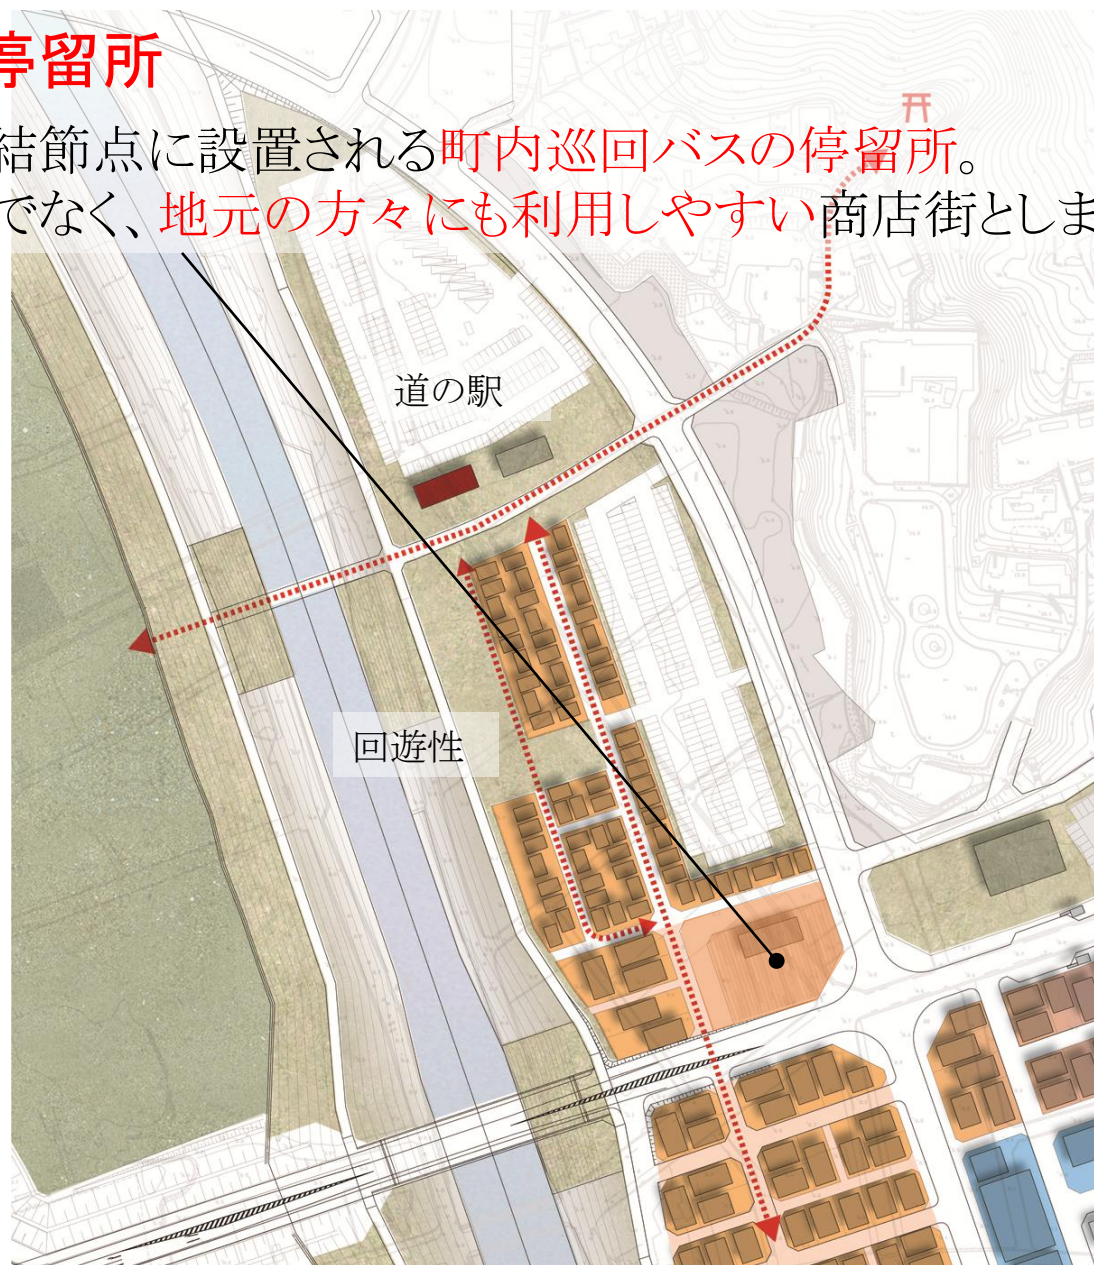 停留所
結節点に設置される町内巡回バスの停留所。
でなく、地元の方々にも利用しやすい商店街としま
道の駅
回遊性